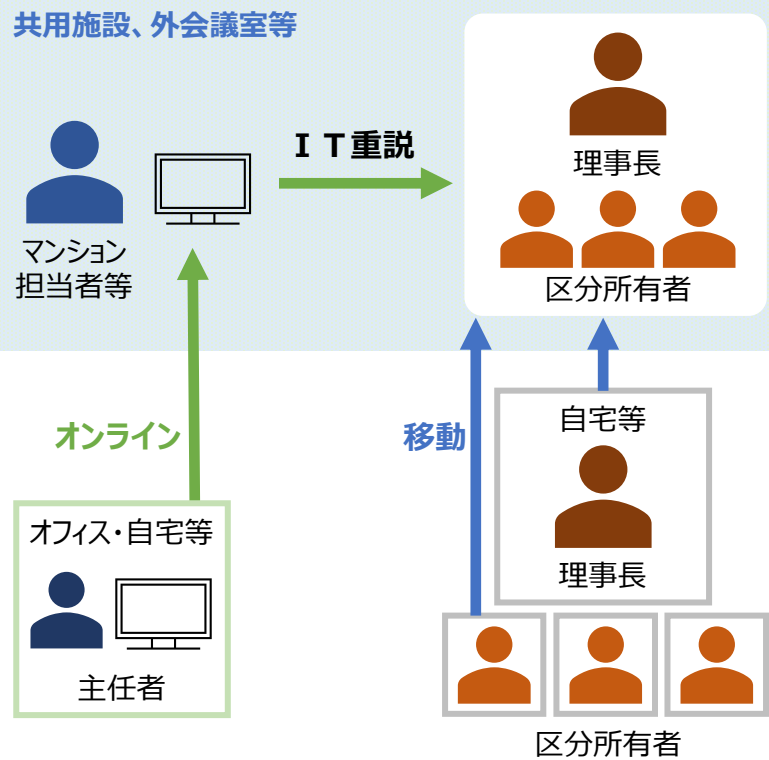 共用施設、外会議室等
ＩＴ重説
理事長
マンション
担当者等
区分所有者
オンライン
移動
自宅等
理事長
オフィス・自宅等
主任者
区分所有者